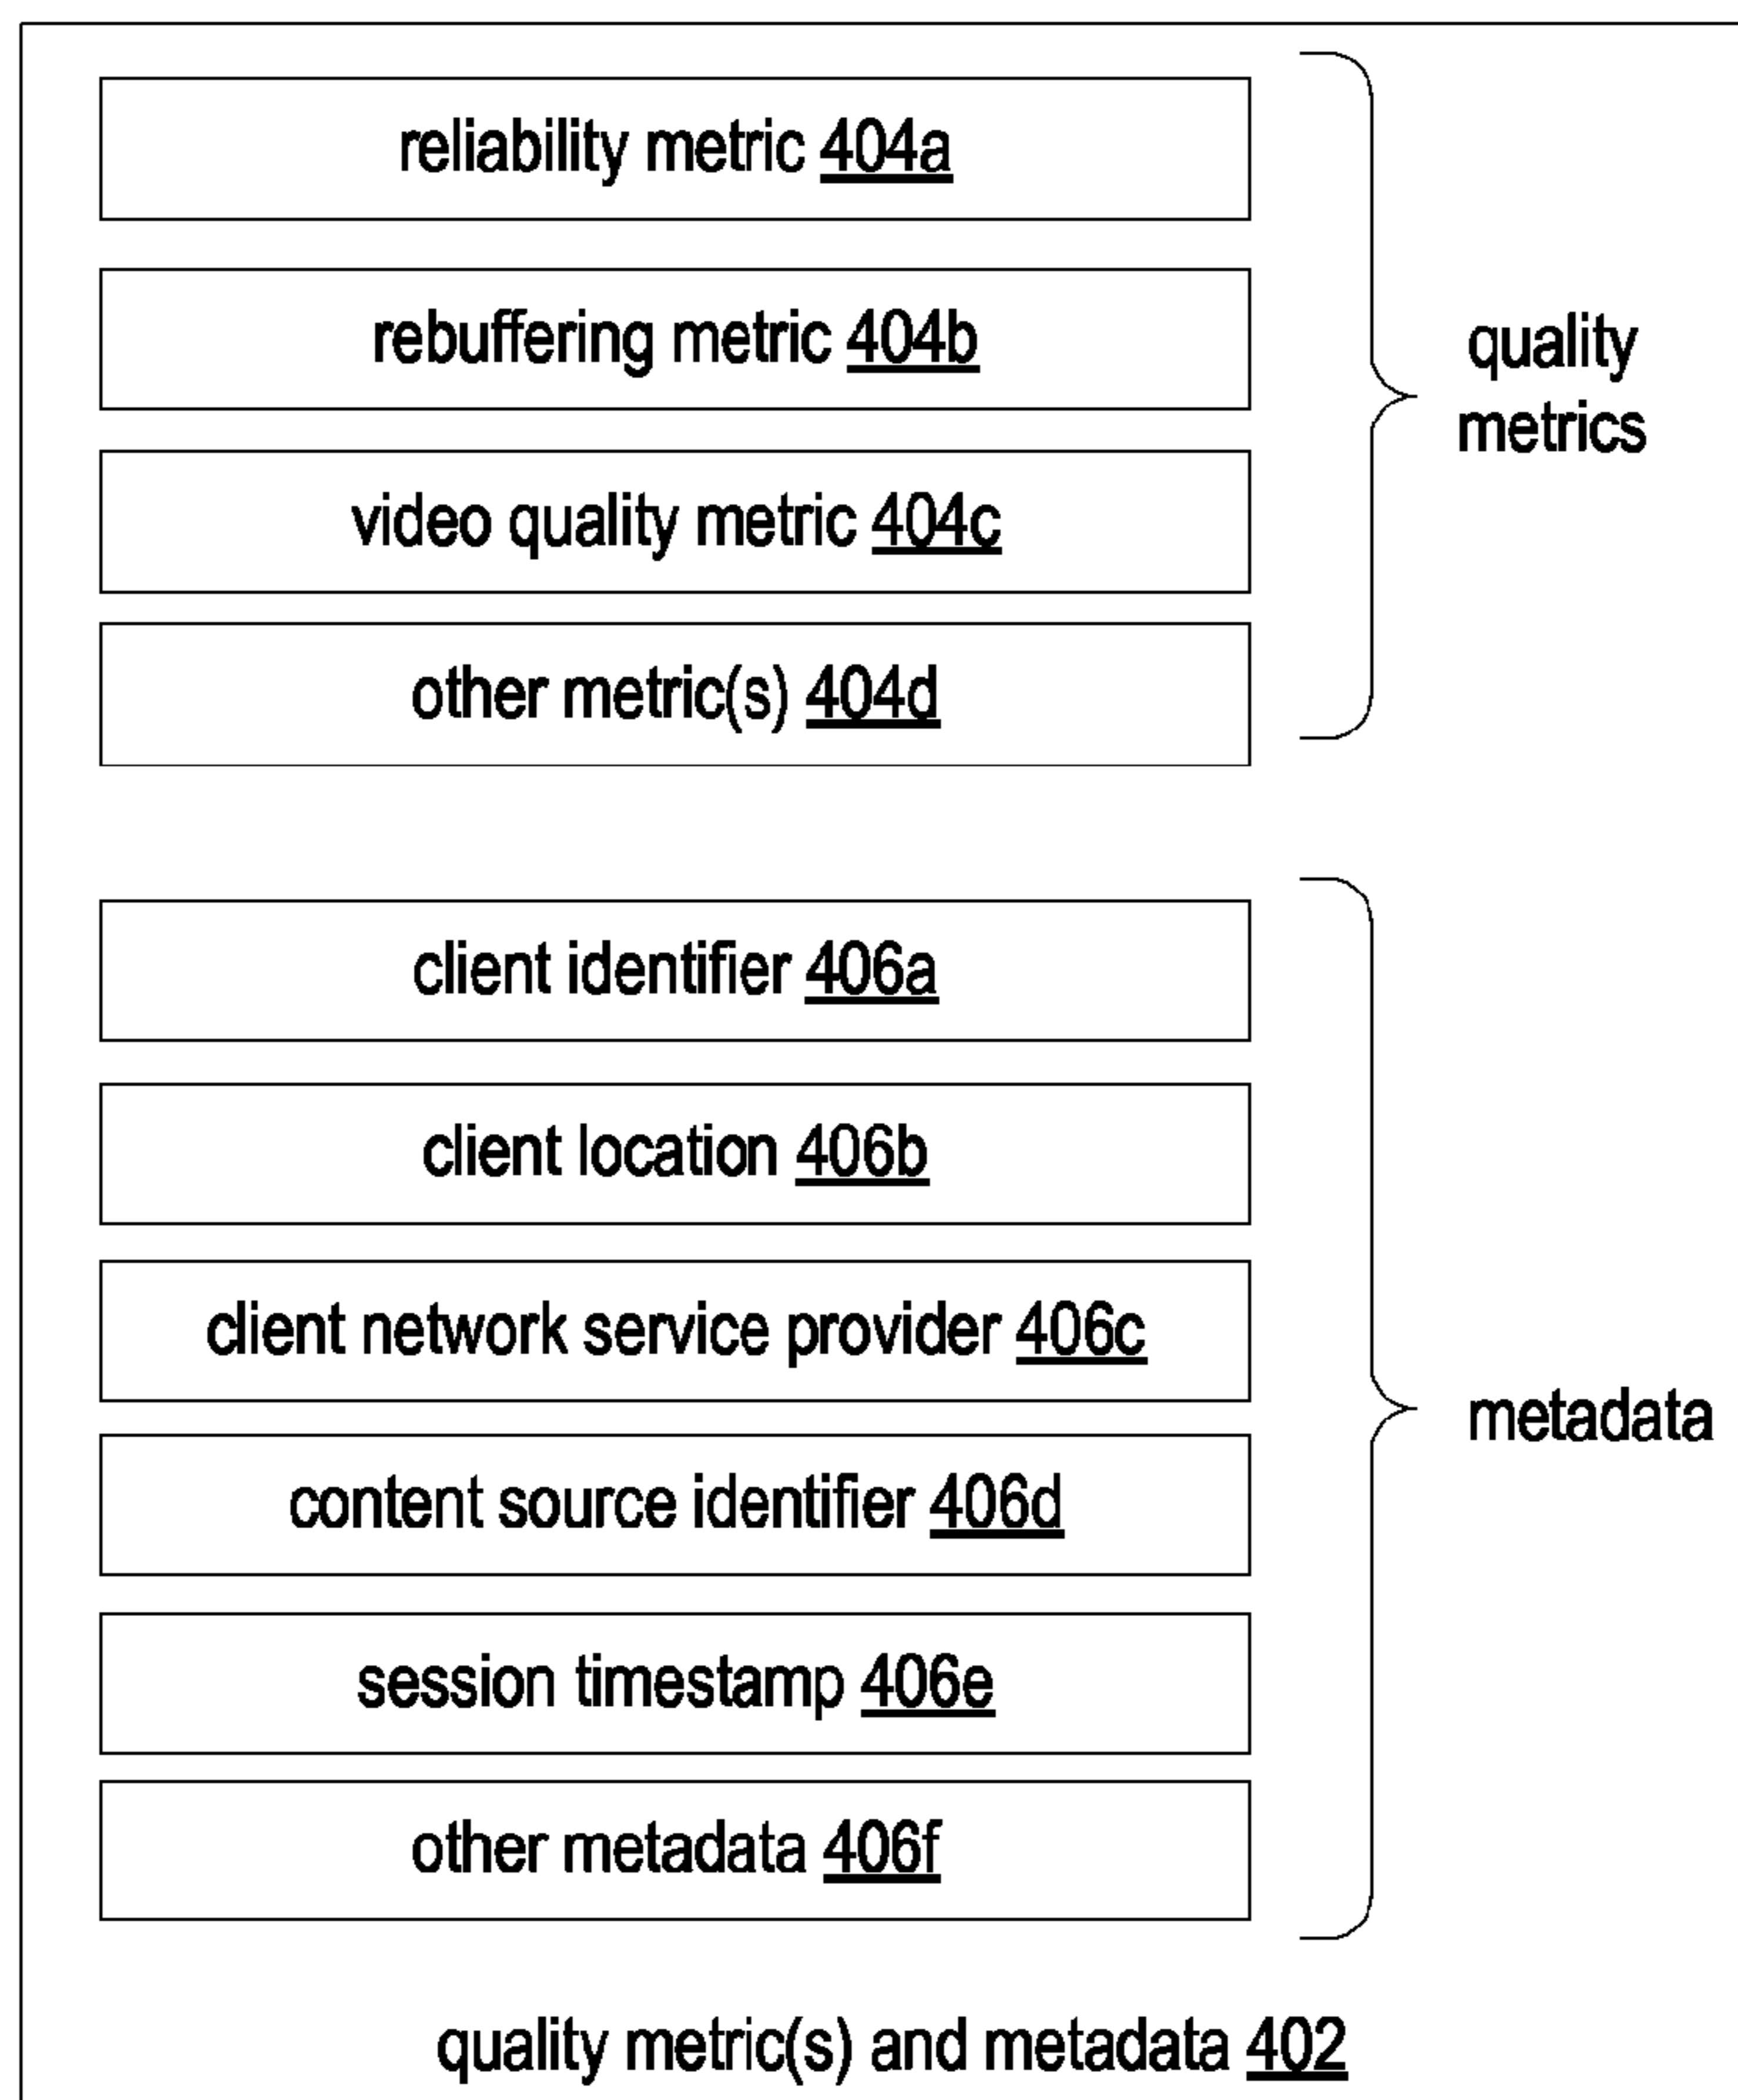 reliability metric 404a
rebuffering metric 404b
video quality metric 404c
other metric(s) 404d
quality
metrics
client identifier 406a
client location 406b
client network service provider 406c
content source identifier 406d
session timestamp 406e
other metadata 406f
metadata
quality metric(s) and metadata 402